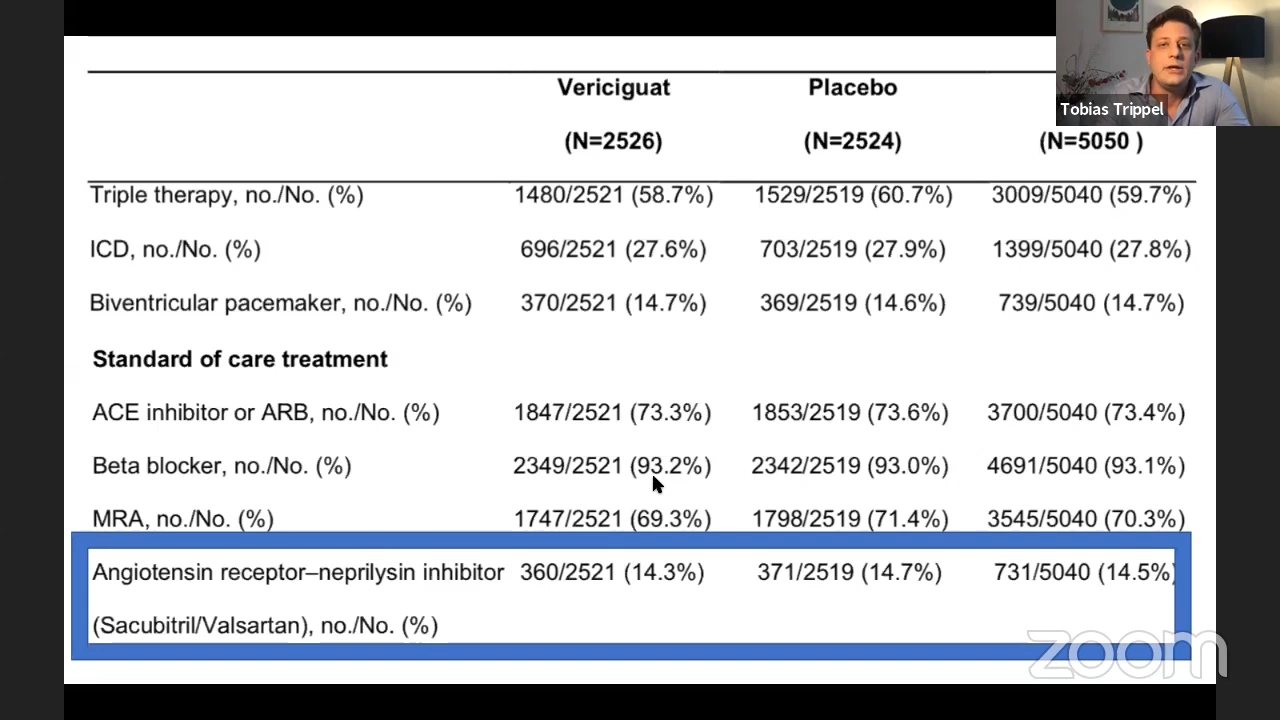 Vericiguat Placebo
(N=2526) (N=2524) (N=5050 )
Triple therapy, no./No. (%) 1480/2521 (58.7%) 1529/2519 (60.7%) 3009/5040 (59.7%)
ICD, no./No. (%) 696/2521 (27.6%) 703/2519 (27.9%) 1399/5040 (27.8%)
Biventricular pacemaker, no./No. (%) 370/2521 (14.7%) 369/2519 (14.6%) 739/5040 (14.7%)
Standard of care treatment
ACE inhibitor or ARB, no./No. (%) 1847/2521 (73.3%) 1853/2519 (73.6%) 3700/5040 (73.4%)
Beta blocker, no./No. (%) 2349/2521 (93.2%) 2342/2519 (93.0%) 4691/5040 (93.1%)
MRA, no./No. (%) 1747/2521 (69.3%) 1798/2519 (71.4%) 3545/5040 (70.3%)
Angiotensin receptor–neprilysin inhibitor 360/2521 (14.3%) 371/2519 (14.7%) 731/5040 (14.5%)
(Sacubitril/Valsartan), no./No. (%)
Tobias Trippel
zoom